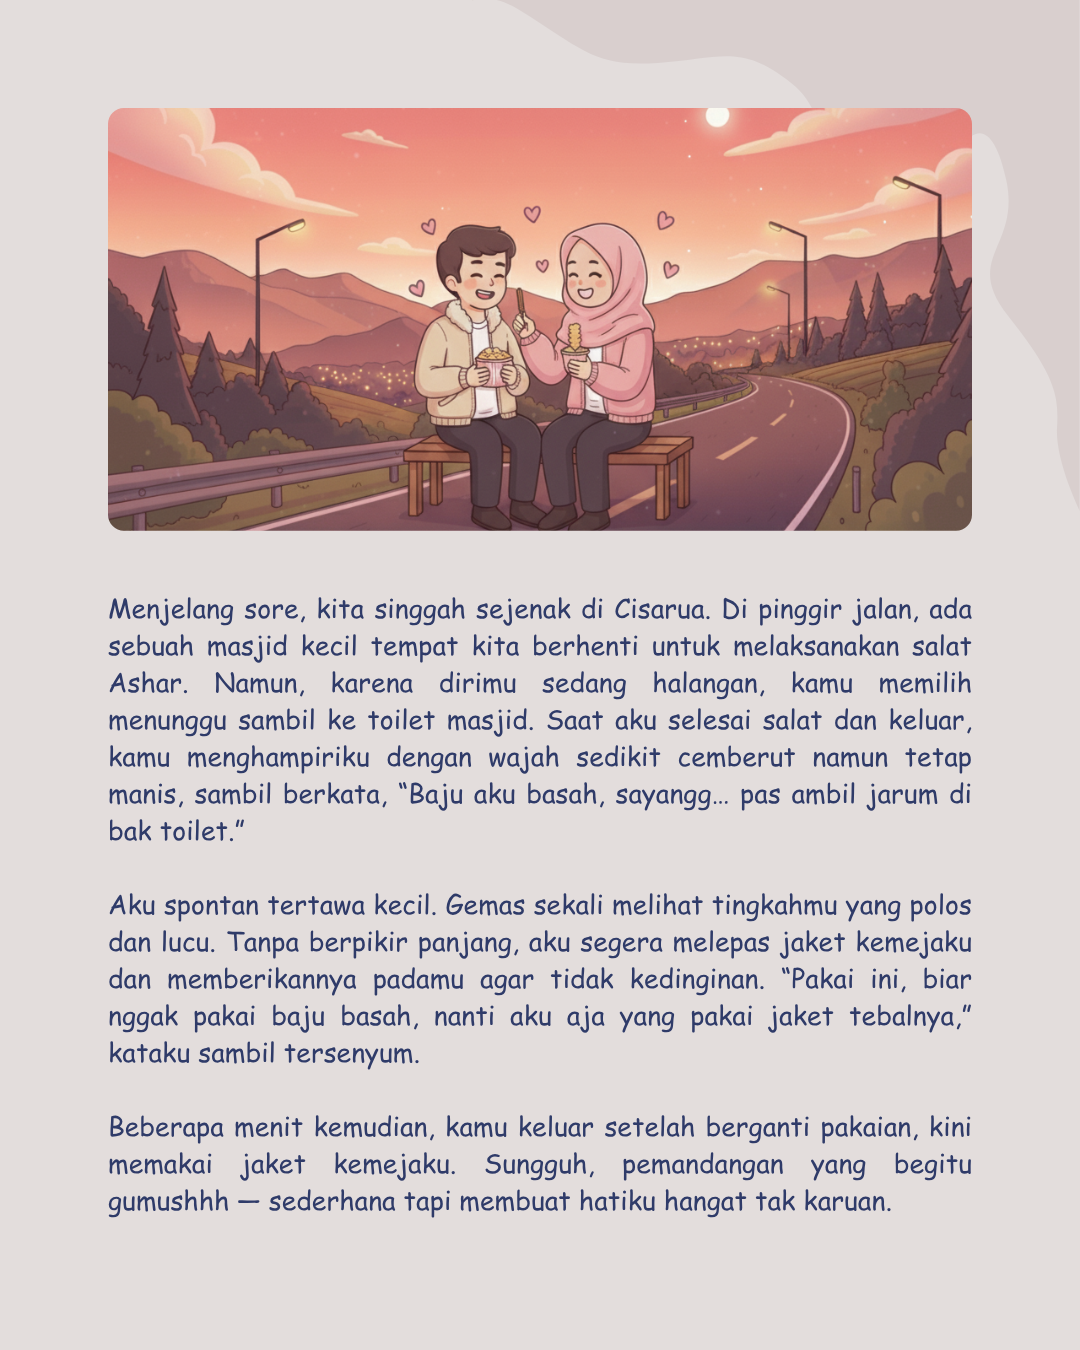 Menjelang sore, kita singgah sejenak di Cisarua. Di pinggir jalan, ada
sebuah masjid kecil tempat kita berhenti untuk melaksanakan salat
Ashar. Namun, karena dirimu sedang halangan, kamu memilih
menunggu sambil ke toilet masjid. Saat aku selesai salat dan keluar,
kamu menghampiriku dengan wajah sedikit cemberut namun tetap
manis, sambil berkata, “Baju aku basah, sayangg… pas ambil jarum di
bak toilet.”
Aku spontan tertawa kecil. Gemas sekali melihat tingkahmu yang polos
dan lucu. Tanpa berpikir panjang, aku segera melepas jaket kemejaku
dan memberikannya padamu agar tidak kedinginan. “Pakai ini, biar
nggak pakai baju basah, nanti aku aja yang pakai jaket tebalnya,”
kataku sambil tersenyum.
Beberapa menit kemudian, kamu keluar setelah berganti pakaian, kini
memakai jaket kemejaku. Sungguh, pemandangan yang begitu
gumushhh — sederhana tapi membuat hatiku hangat tak karuan.